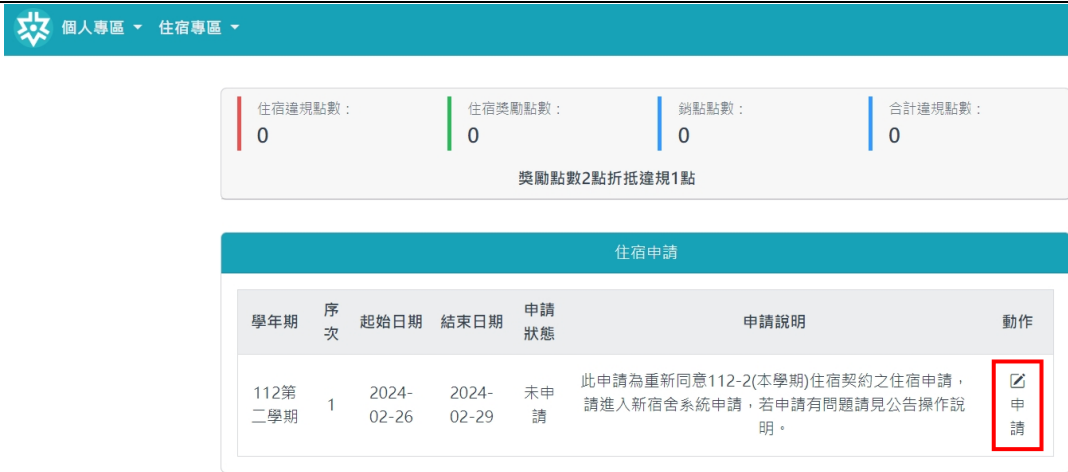 個人專區 住宿專區
住宿違規點數： 住宿獎勵點數： 銷點點數： 合計違規點數：
0 0 0 0
獎勵點數2點折抵違規1點
住宿申請
學年期 序次 起始日期 結束日期 申請狀態 申請說明 動作
112第二學期 1 2024-02-26 2024-02-29 未申請 此申請為重新同意112-2(本學期)住宿契約之住宿申請，請進入新宿舍系統申請，若申請有問題請見公告操作說明。 申請